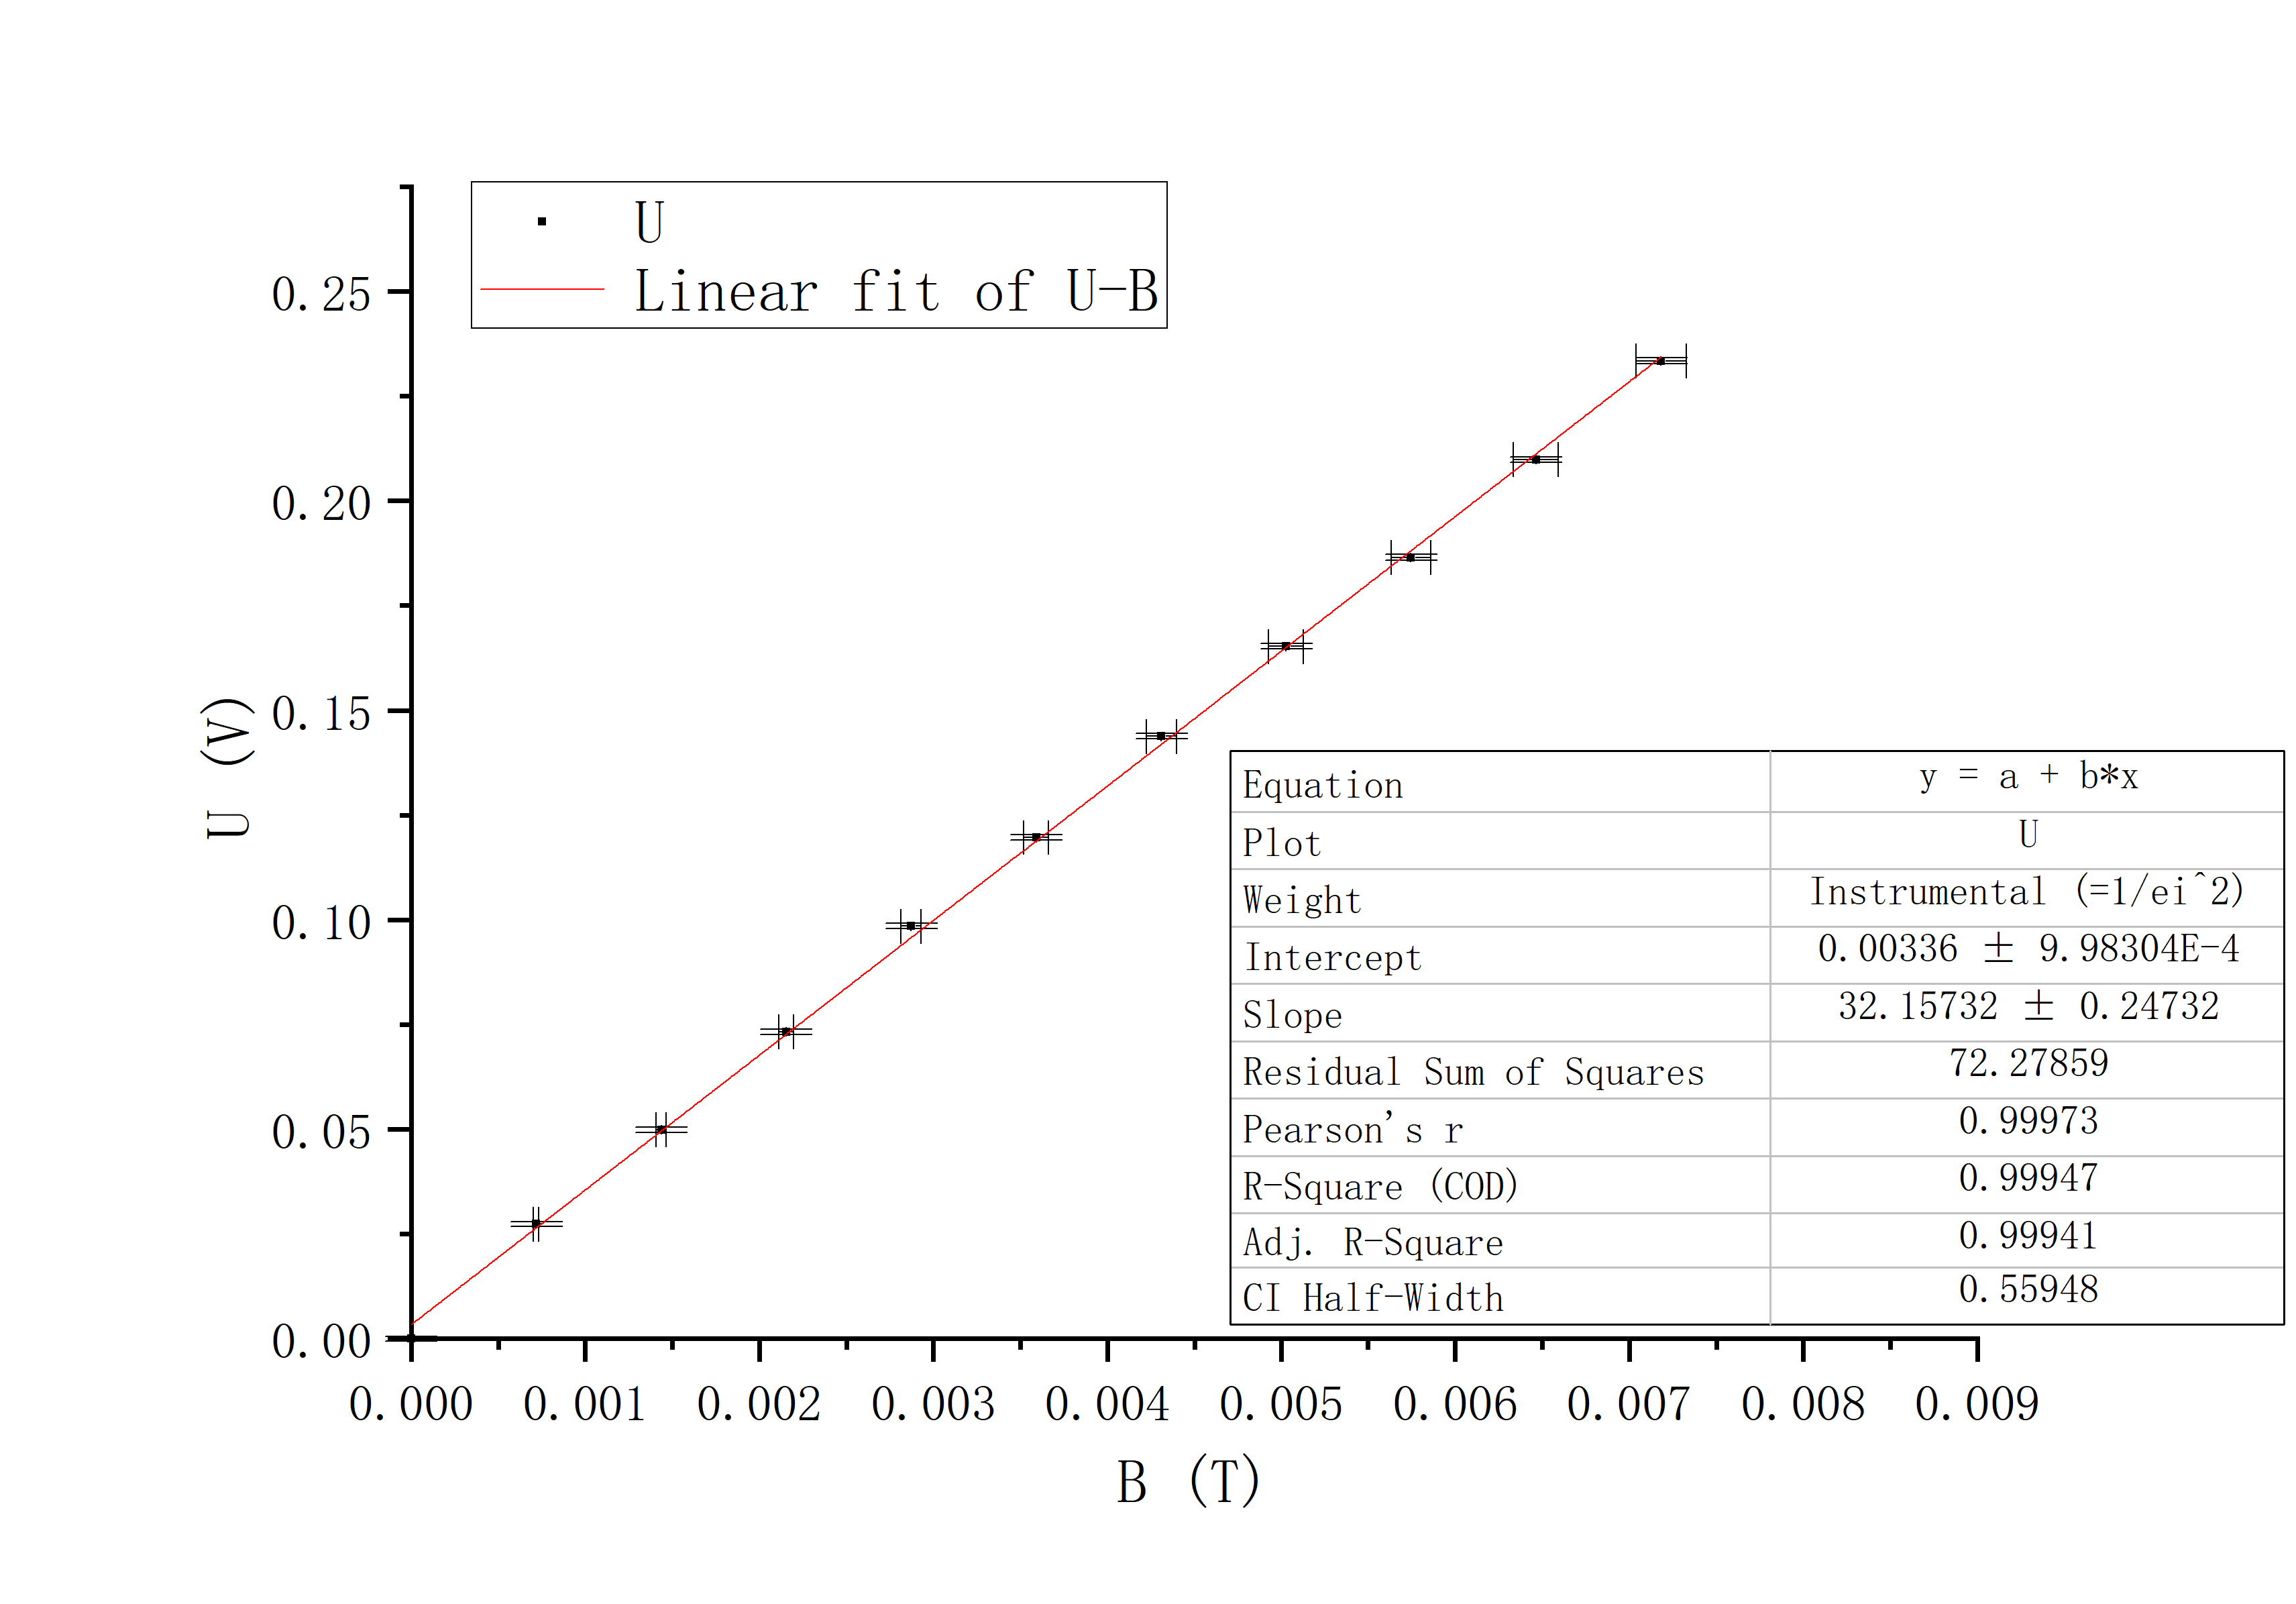 U
Linear fit of U-B
0.25
0.20
0.15
0.10
0.05
0.00
U (V)
0.000 0.001 0.002 0.003 0.004 0.005 0.006 0.007 0.008 0.009
B (T)
Equation y = a + b*x
Plot U
Weight Instrumental (=1/ei^2)
Intercept 0.00336 ± 9.98304E-4
Slope 32.15732 ± 0.24732
Residual Sum of Squares 72.27859
Pearson's r 0.99973
R-Square (COD) 0.99947
Adj. R-Square 0.99941
CI Half-Width 0.55948